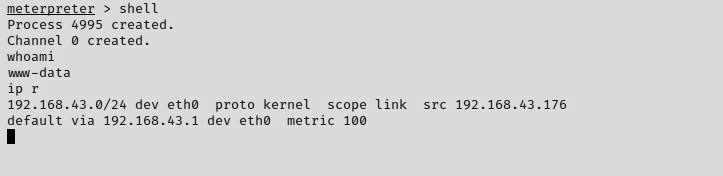 meterpreter > shell
Process 4995 created.
Channel 0 created.
whoami
www-data
ip r
192.168.43.0/24 dev eth0  proto kernel  scope link  src 192.168.43.176
default via 192.168.43.1 dev eth0  metric 100